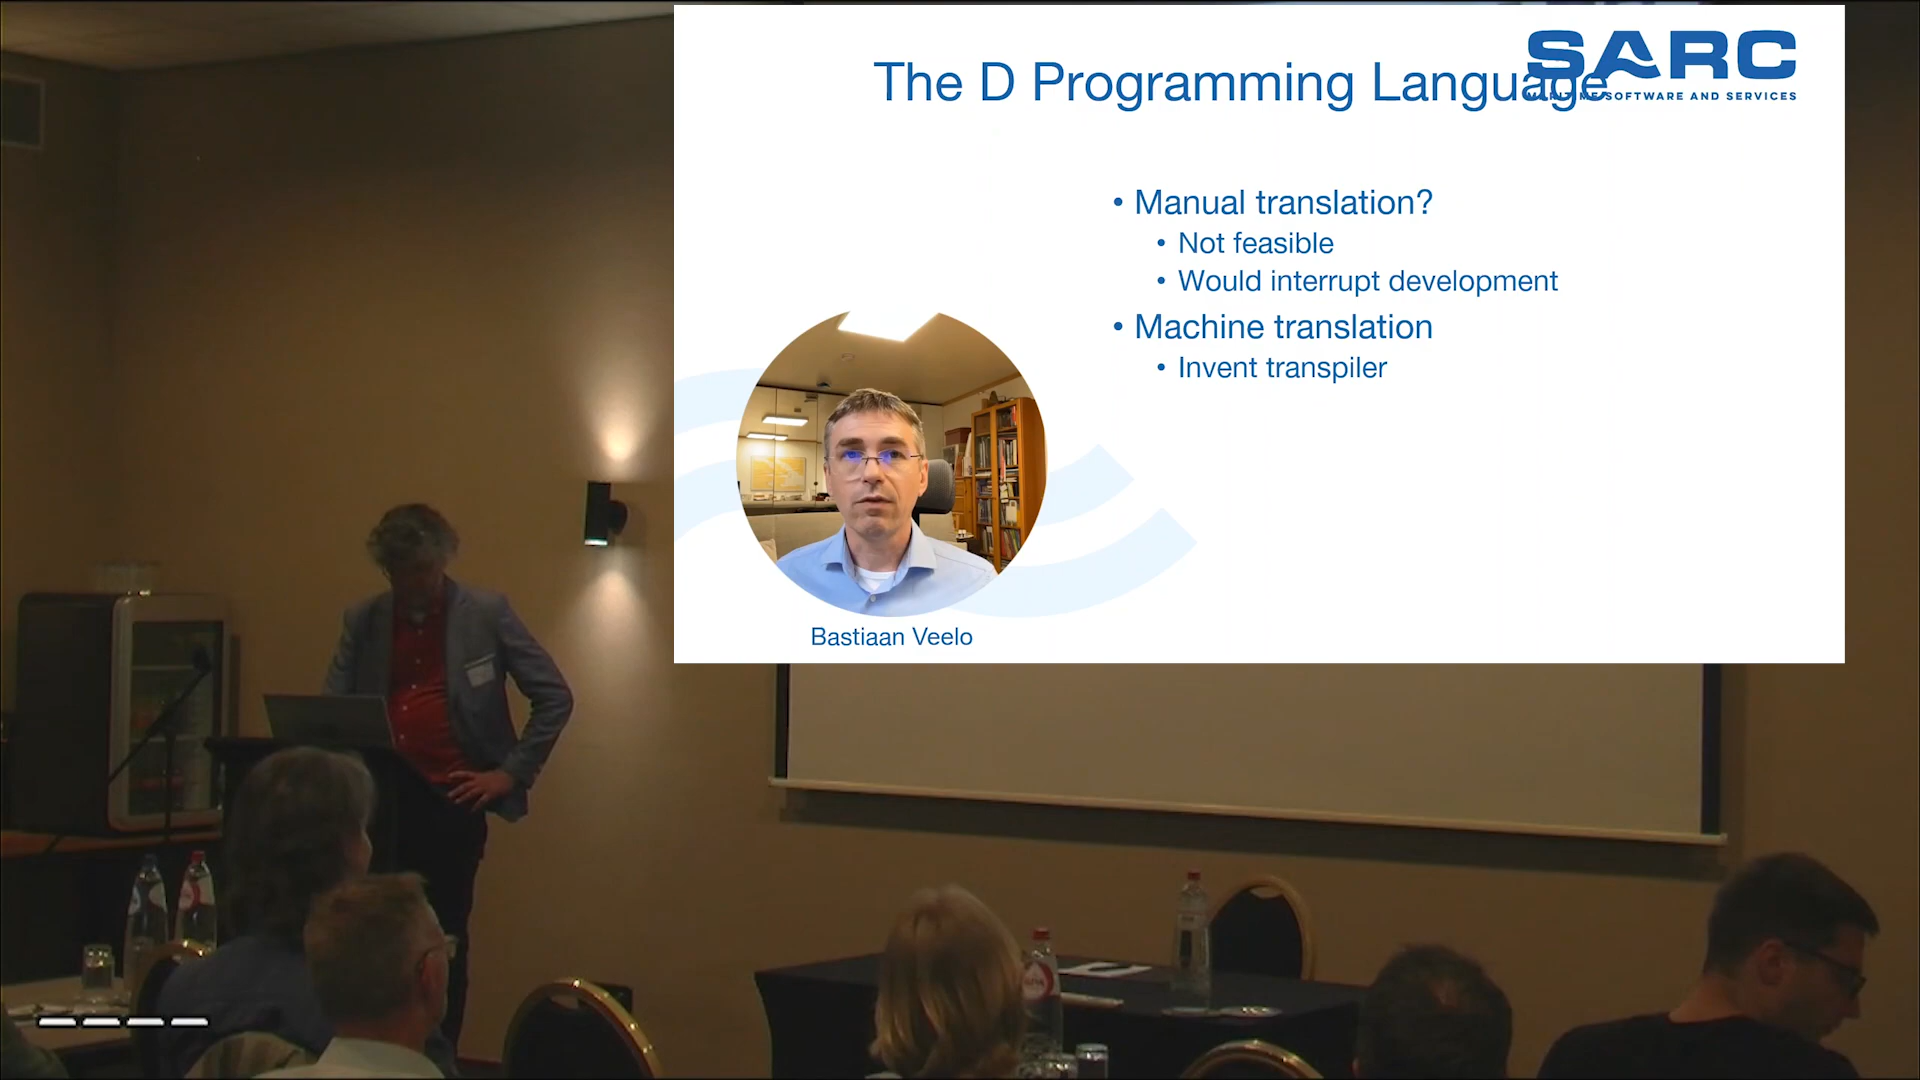 SARC
The D Programming Language
MARITIME SOFTWARE AND SERVICES
• Manual translation?
• Not feasible
• Would interrupt development
• Machine translation
• Invent transpiler
Bastiaan Veelo